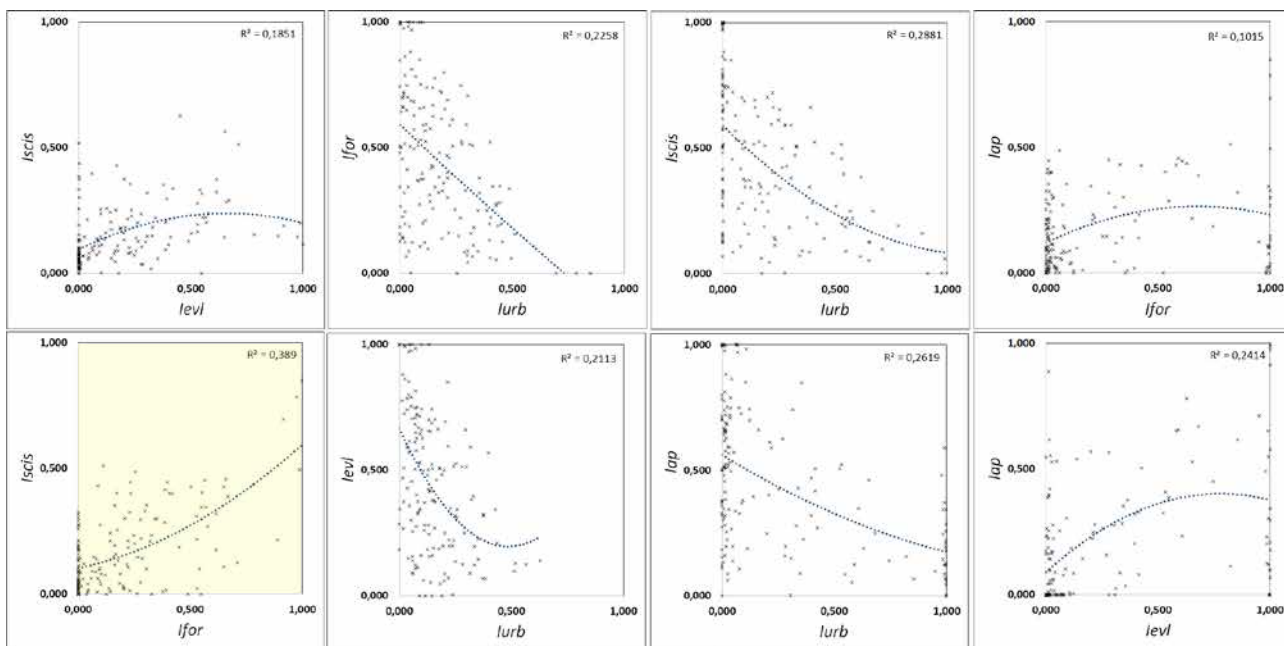 1,000
R² = 0,1851
Iscis
0,500
0,000
0,000 0,500 1,000
Ievl
1,000
R² = 0,2258
Ifor
0,500
0,000
0,000 0,500 1,000
Iurb
1,000
R² = 0,2881
Iscis
0,500
0,000
0,000 0,500 1,000
Iurb
1,000
R² = 0,1015
Iap
0,500
0,000
0,000 0,500 1,000
Ifor
1,000
R² = 0,389
Iscis
0,500
0,000
0,000 0,500 1,000
Ifor
1,000
R² = 0,2113
Ievl
0,500
0,000
0,000 0,500 1,000
Iurb
1,000
R² = 0,2619
Iap
0,500
0,000
0,000 0,500 1,000
Iurb
1,000
R² = 0,2414
Iap
0,500
0,000
0,000 0,500 1,000
Ievl